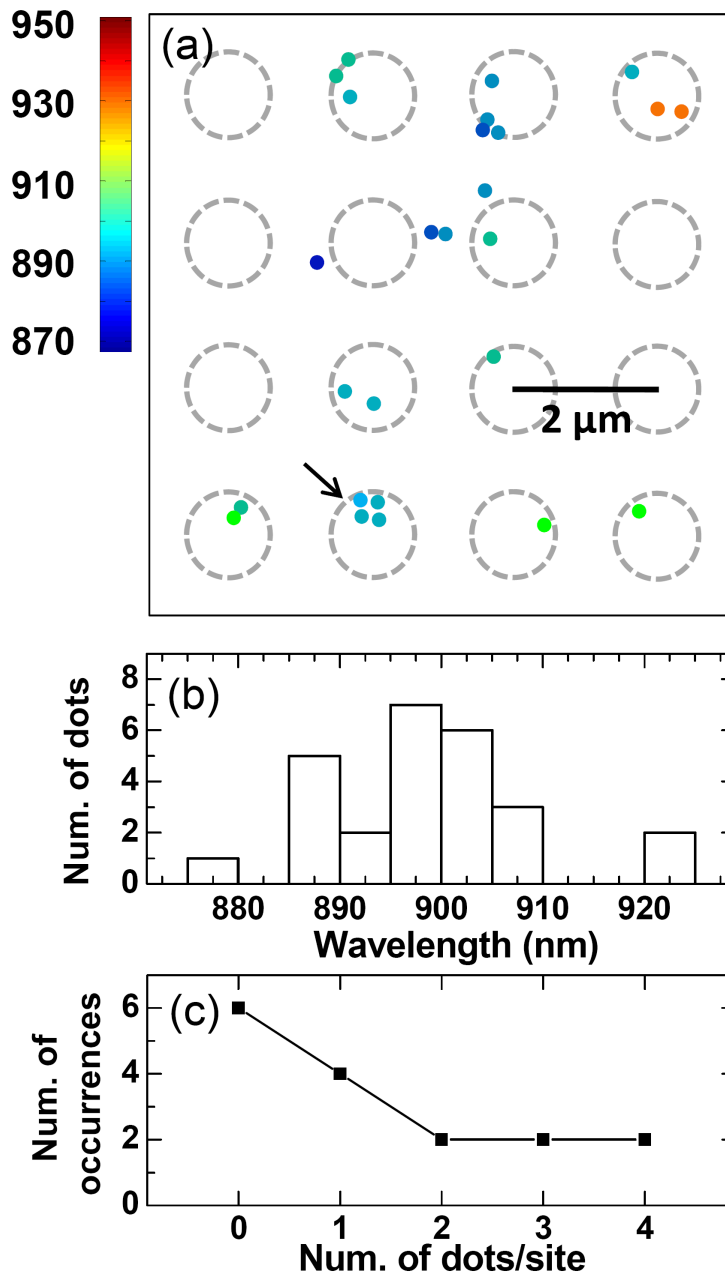 950
930
910
890
870
(a)
2 µm
(b)
Num. of dots
8
6
4
2
0
880 890 900 910 920
Wavelength (nm)
(c)
Num. of
occurrences
6
4
2
0
0 1 2 3 4
Num. of dots/site